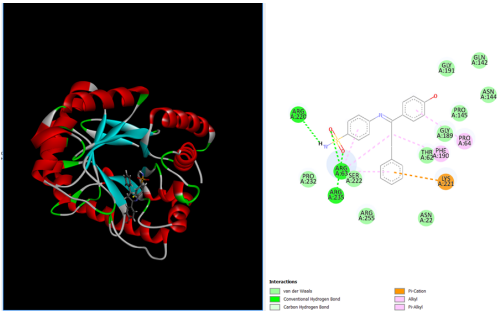 GLY
A:191
GLN
A:142
ASN
A:144
ARG
A:220
PRO
A:145
GLY
A:189
PRO
A:64
H
THR
A:62
PHE
A:190
ARG
A:63
SER
A:222
PRO
A:232
LYS
A:221
ARG
A:235
ARG
A:255
ASN
A:22
Interactions
van der Waals
Conventional Hydrogen Bond
Carbon Hydrogen Bond
Pi-Cation
Alkyl
Pi-Alkyl